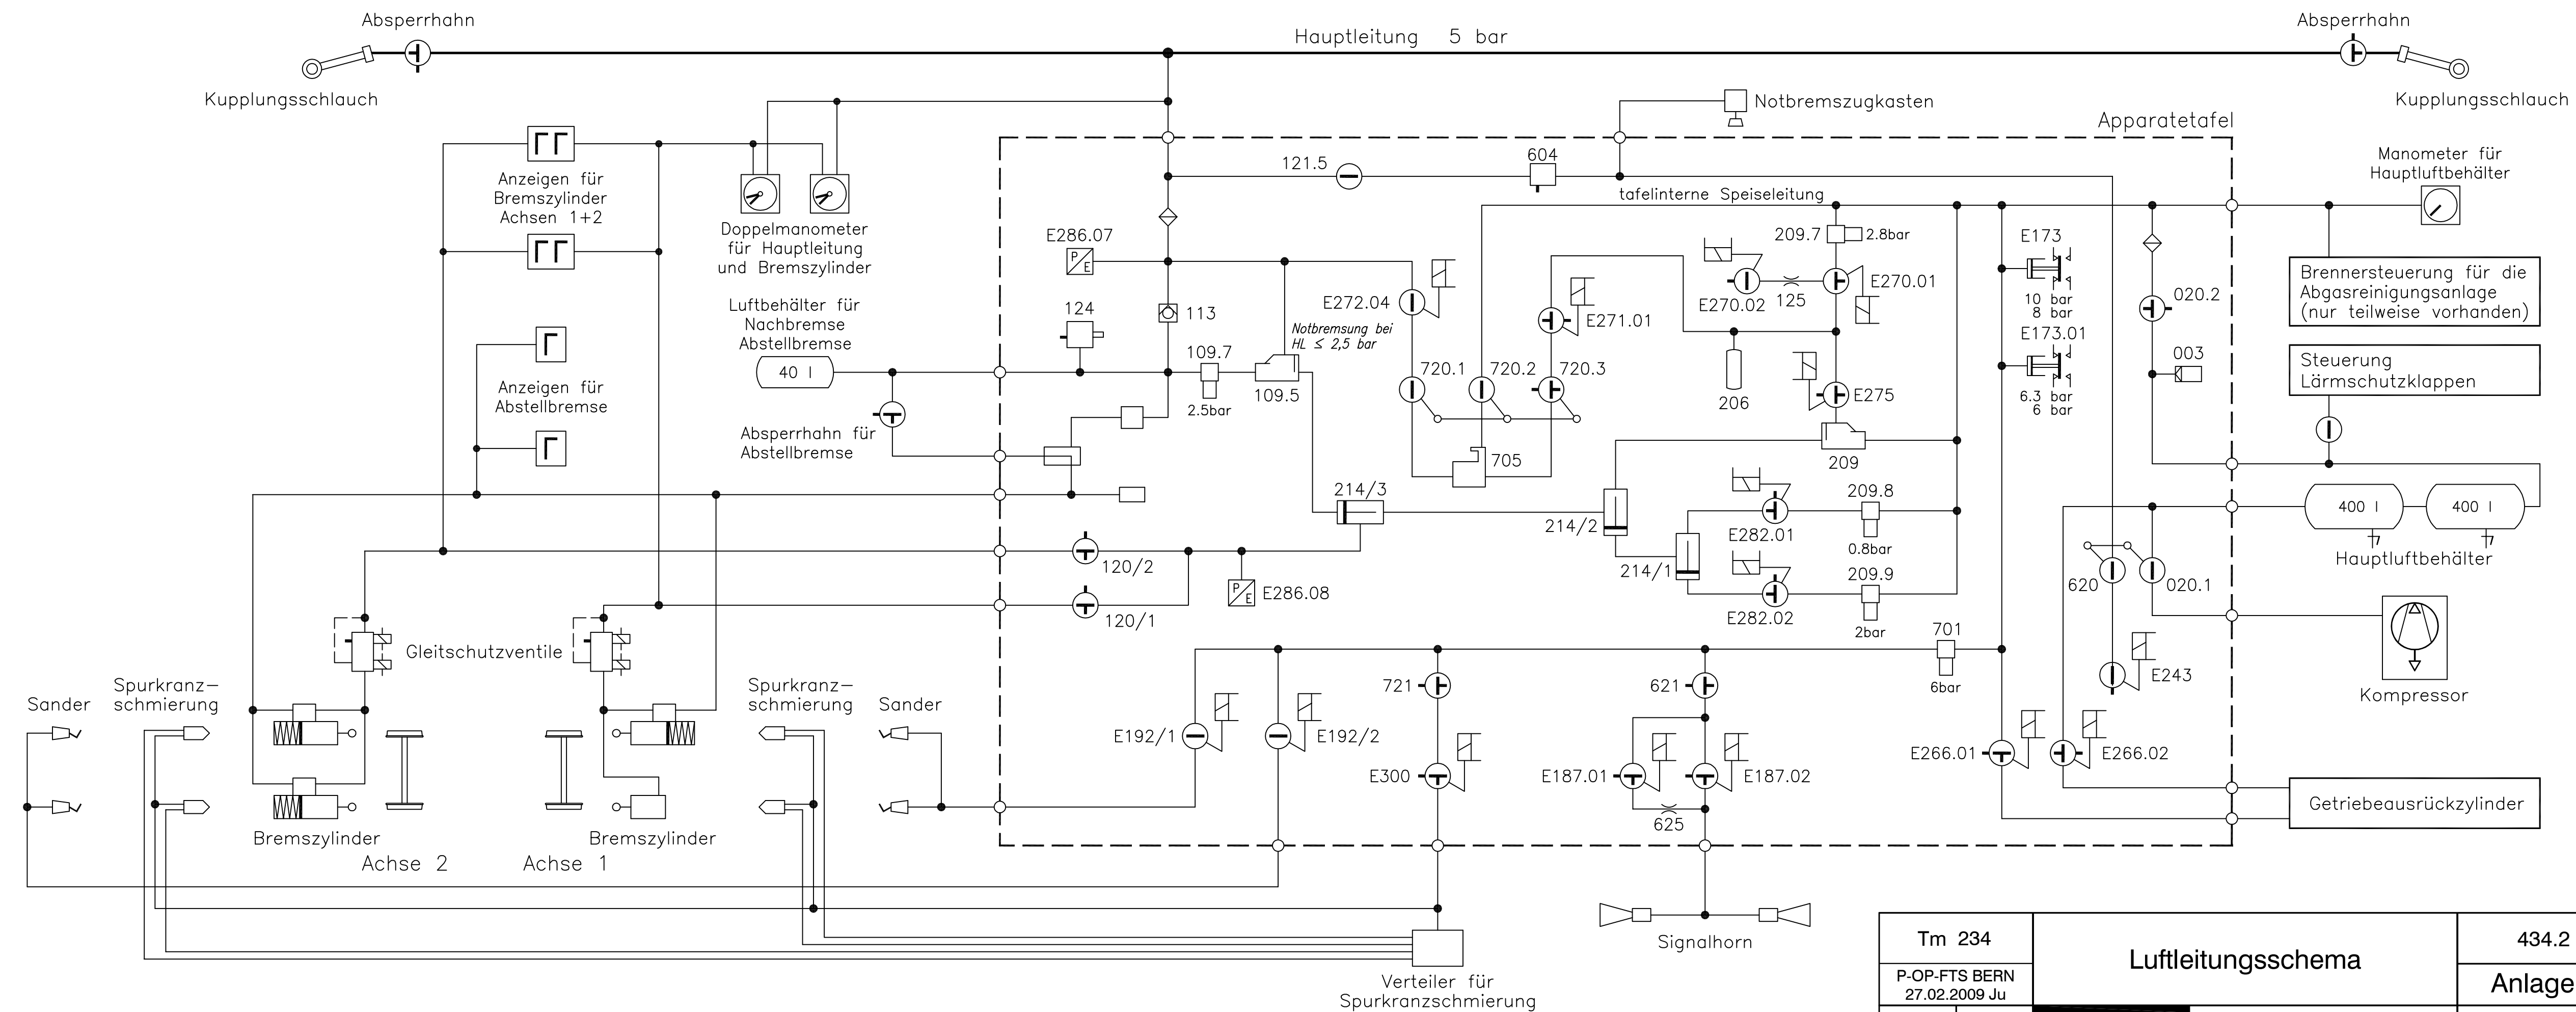 Absperrhahn
Absperrhahn
Hauptleitung 5 bar
Kupplungsschlauch
Kupplungsschlauch
Notbremszugkasten
Apparatetafel
Anzeigen für
Bremszylinder
Achsen 1+2
Doppelmanometer
für Hauptleitung
und Bremszylinder
121.5
604
tafelinterne Speiseleitung
Manometer für
Hauptluftbehälter
E286.07
P
E
209.7
2.8bar
E173
10 bar
8 bar
E173.01
6.3 bar
6 bar
Brennersteuerung für die
Abgasreinigungsanlage
(nur teilweise vorhanden)
Luftbehälter für
Nachbremse
Abstellbremse
40 l
124
113
E272.04
Notbremsung bei
HL ≤ 2,5 bar
E271.01
E270.02
125
E270.01
020.2
Anzeigen für
Abstellbremse
109.7
2.5bar
109.5
720.1
720.2
720.3
206
E275
003
Steuerung
Lärmschutzklappen
Absperrhahn für
Abstellbremse
705
209
214/3
214/2
214/1
E282.01
209.8
0.8bar
E282.02
209.9
2bar
400 l
400 l
Hauptluftbehälter
120/2
120/1
P
E
E286.08
620
020.1
Kompressor
Gleitschutzventile
701
6bar
E243
Sander
Spurkranz-
schmierung
Spurkranz-
schmierung
Sander
721
621
E192/1
E192/2
E300
E187.01
E187.02
625
E266.01
E266.02
Getriebeausrückzylinder
Bremszylinder
Achse 2
Bremszylinder
Achse 1
Signalhorn
Verteiler für
Spurkranzschmierung
Tm 234
P-OP-FTS BERN
27.02.2009 Ju
Luftleitungsschema
434.2
Anlage